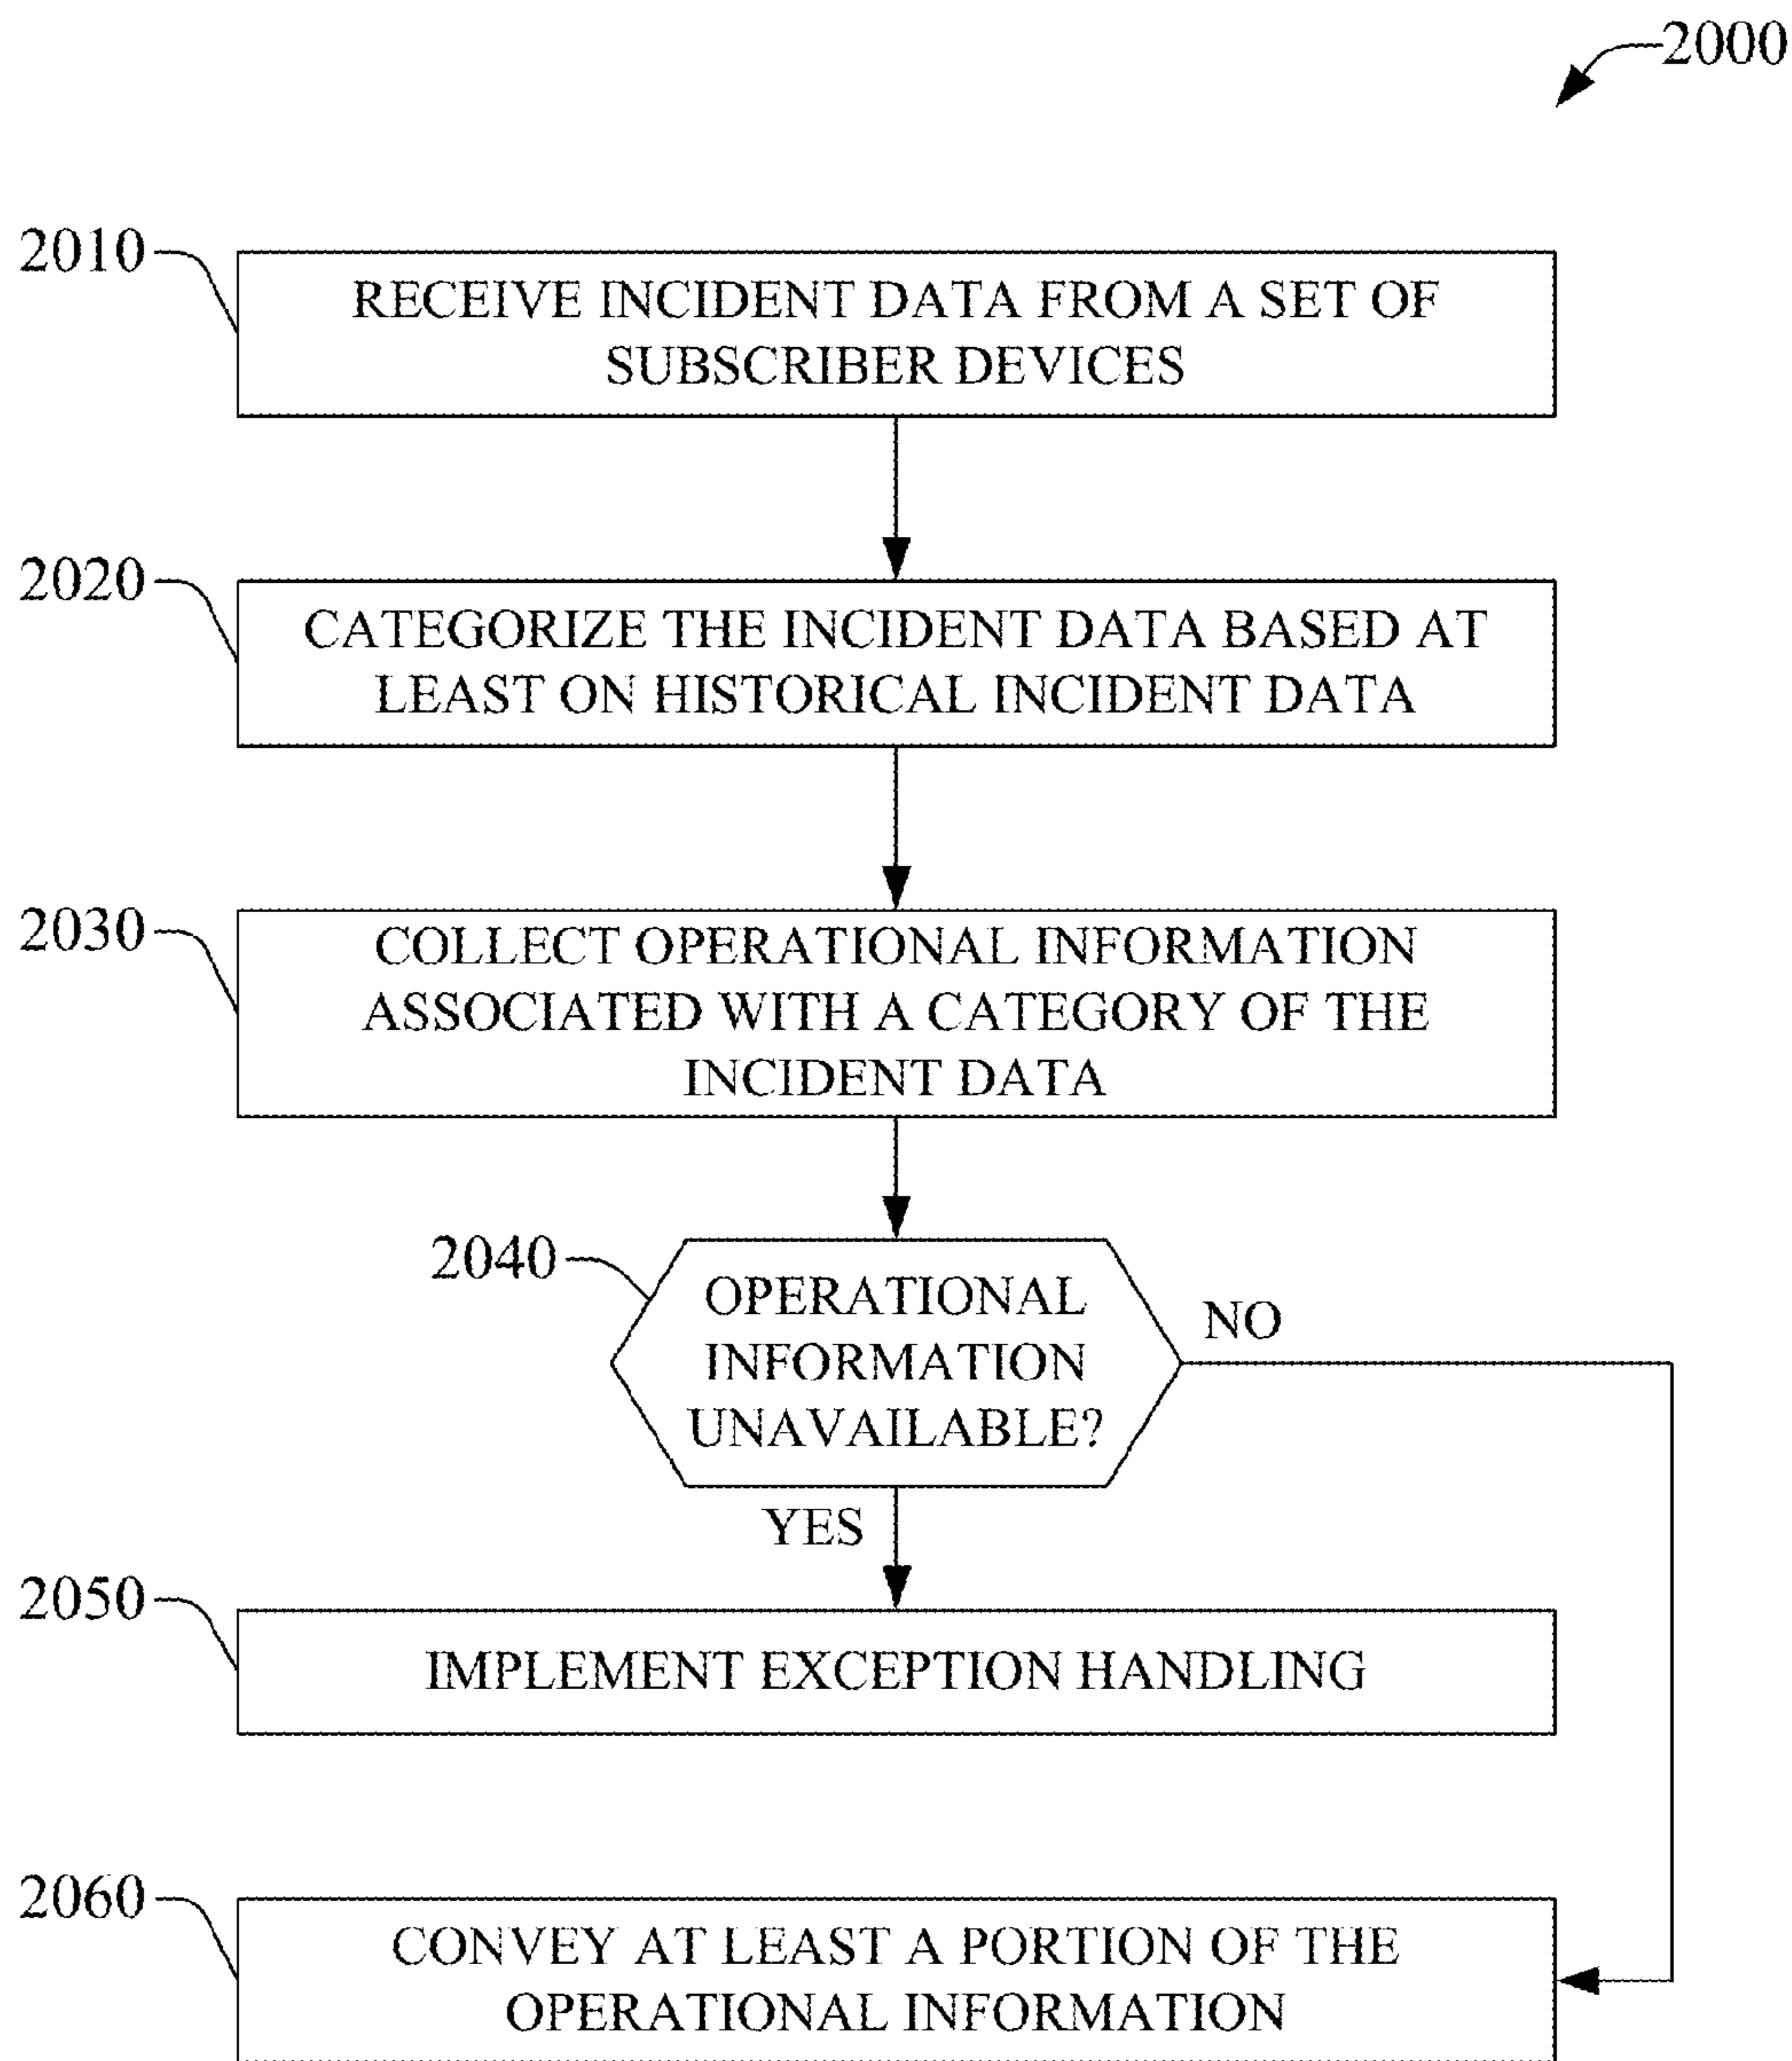 2000
2010
RECEIVE INCIDENT DATA FROM A SET OF
SUBSCRIBER DEVICES
2020
CATEGORIZE THE INCIDENT DATA BASED AT
LEAST ON HISTORICAL INCIDENT DATA
2030
COLLECT OPERATIONAL INFORMATION
ASSOCIATED WITH A CATEGORY OF THE
INCIDENT DATA
2040
OPERATIONAL
INFORMATION
UNAVAILABLE?
NO
YES
2050
IMPLEMENT EXCEPTION HANDLING
2060
CONVEY AT LEAST A PORTION OF THE
OPERATIONAL INFORMATION